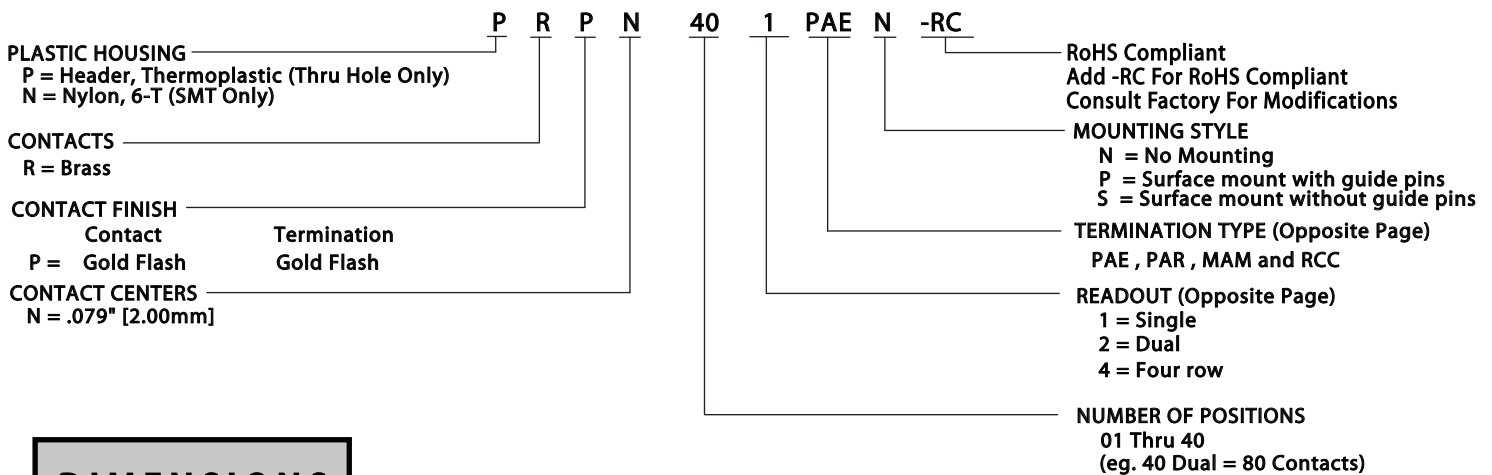 P R P N 40 1 PAE N -RC
PLASTIC HOUSING
P = Header, Thermoplastic (Thru Hole Only)
N = Nylon, 6-T (SMT Only)
CONTACTS
R = Brass
CONTACT FINISH
Contact Termination
P = Gold Flash Gold Flash
CONTACT CENTERS
N = .079" [2.00mm]
RoHS Compliant
Add -RC For RoHS Compliant
Consult Factory For Modifications
MOUNTING STYLE
N = No Mounting
P = Surface mount with guide pins
S = Surface mount without guide pins
TERMINATION TYPE (Opposite Page)
PAE , PAR , MAM and RCC
READOUT (Opposite Page)
1 = Single
2 = Dual
4 = Four row
NUMBER OF POSITIONS
01 Thru 40
(eg. 40 Dual = 80 Contacts)
DIMENSIONS